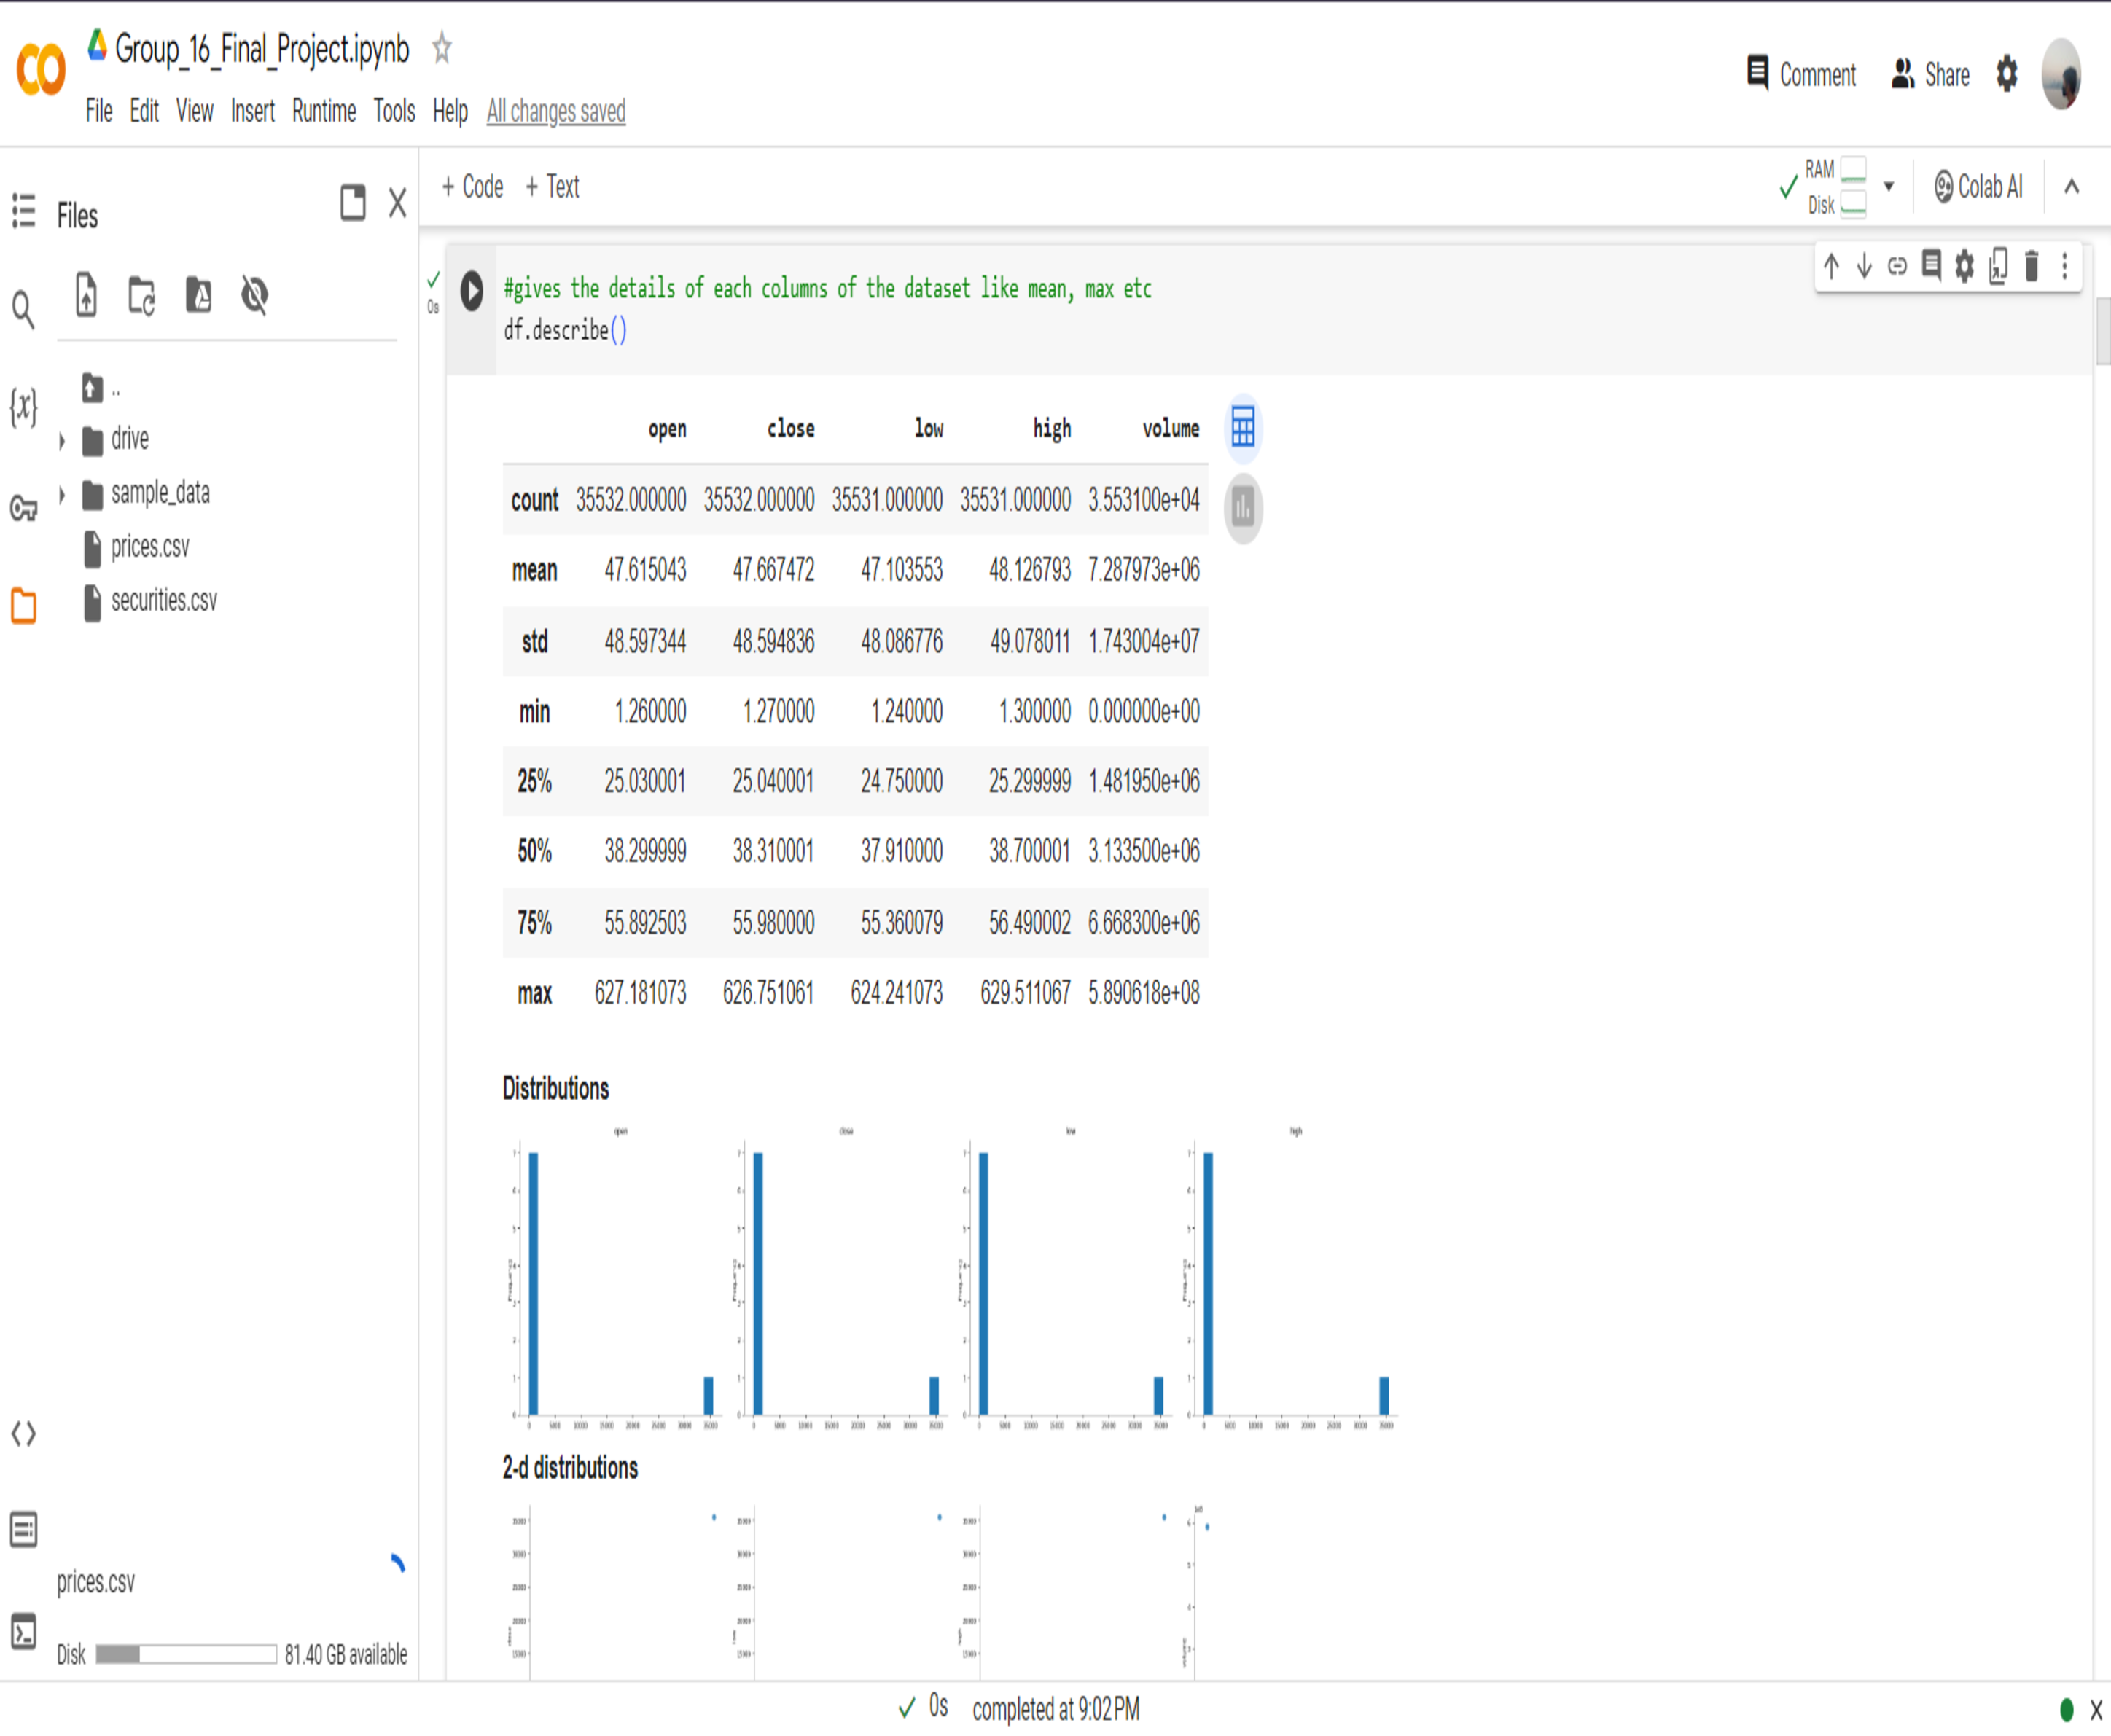 Group_16_Final_Project.ipynb
File Edit View Insert Runtime Tools Help All changes saved
Comment Share
Files
+ Code + Text
RAM
Disk
Colab AI
..
drive
sample_data
prices.csv
securities.csv
prices.csv
Disk 81.40 GB available
0s
#gives the details of each columns of the dataset like mean, max etc
df.describe()
open close low high volume
count 35532.000000 35532.000000 35531.000000 35531.000000 3.553100e+04
mean 47.615043 47.667472 47.103553 48.126793 7.287973e+06
std 48.597344 48.594836 48.086776 49.078011 1.743004e+07
min 1.260000 1.270000 1.240000 1.300000 0.000000e+00
25% 25.030001 25.040001 24.750000 25.299999 1.481950e+06
50% 38.299999 38.310001 37.910000 38.700001 3.133500e+06
75% 55.892503 55.980000 55.360079 56.490002 6.668300e+06
max 627.181073 626.751061 624.241073 629.511067 5.890618e+08
Distributions
open close low high
2-d distributions
0s completed at 9:02 PM